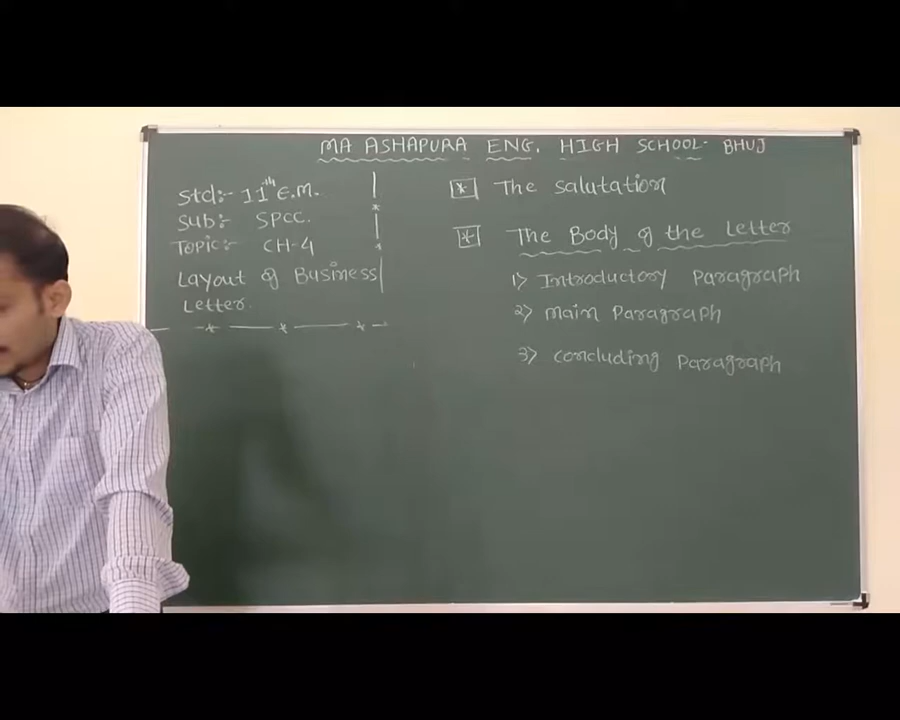 MA ASHAPURA ENG. HIGH SCHOOL- BHUJ
Std:- 11th E.M.
Sub:- SPCC.
Topic:- CH-4
Layout of Business
Letter.
* The Salutation
* The Body of the Letter
1) Introductory Paragraph
2) main Paragraph
3) concluding Paragraph